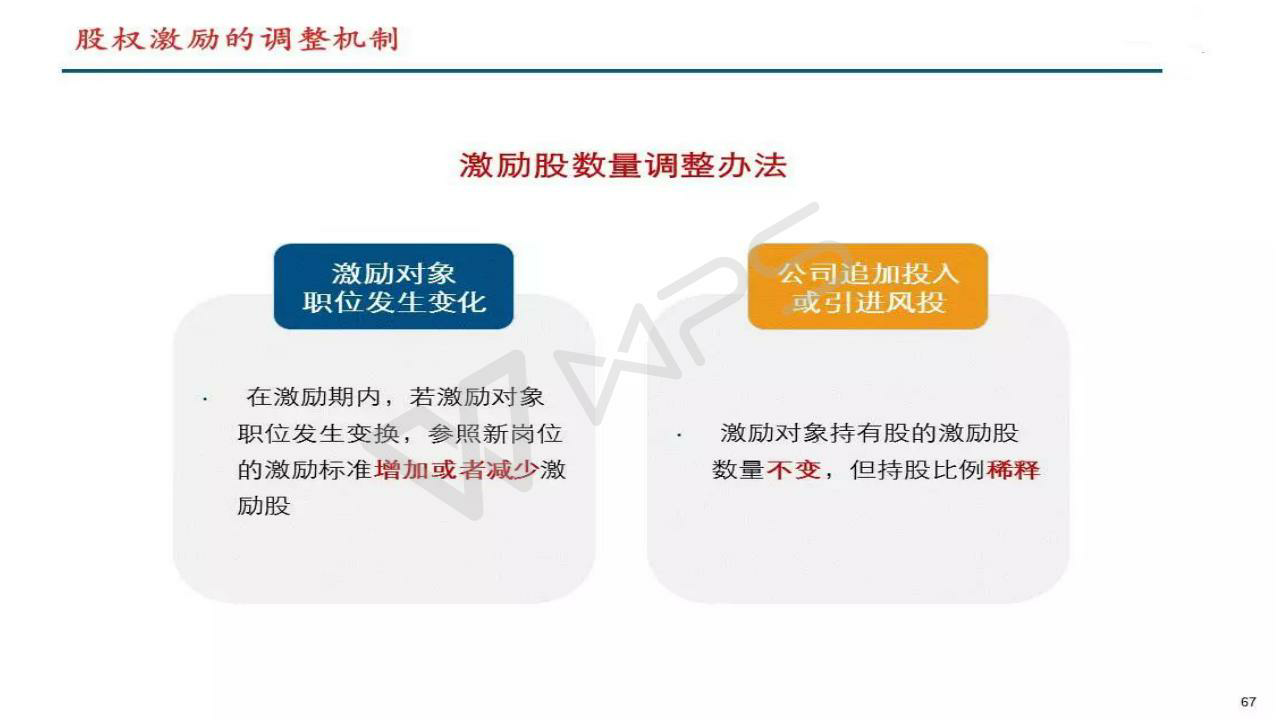 股权激励的调整机制
激励股数量调整办法
激励对象
职位发生变化
公司追加投入
或引进风投
· 在激励期内，若激励对象
职位发生变换，参照新岗位
的激励标准增加或者减少激
励股
· 激励对象持有股的激励股
数量不变，但持股比例稀释
WPS
67